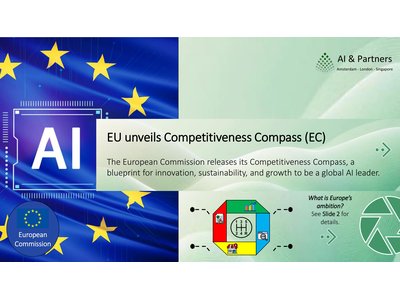 AI & Partners
Amsterdam - London - Singapore
AI
EU unveils Competitiveness Compass (EC)
The European Commission releases its Competitiveness Compass, a
blueprint for innovation, sustainability, and growth to be a global AI leader.
European
Commission
What is Europe's
ambition?
See Slide 2 for
details.